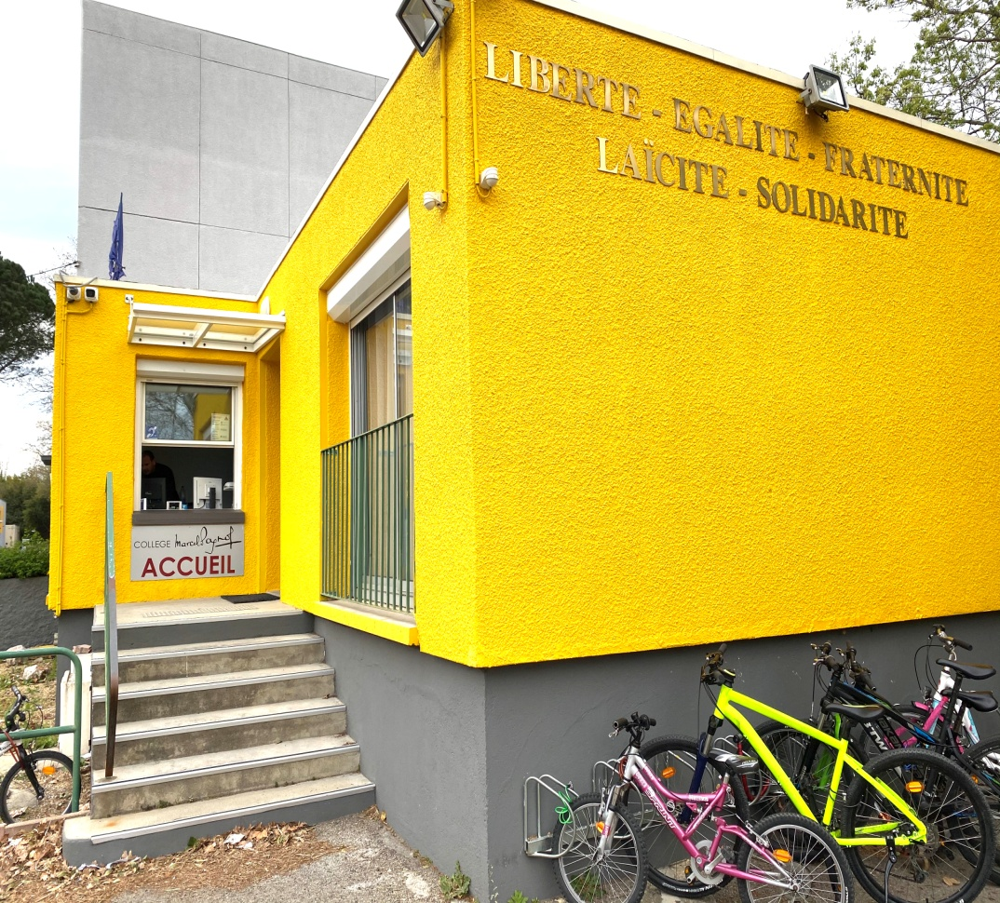 LIBERTE - EGALITE - FRATERNITE
LAÏCITE - SOLIDARITE
COLLEGE Marcel Pagnol
ACCUEIL